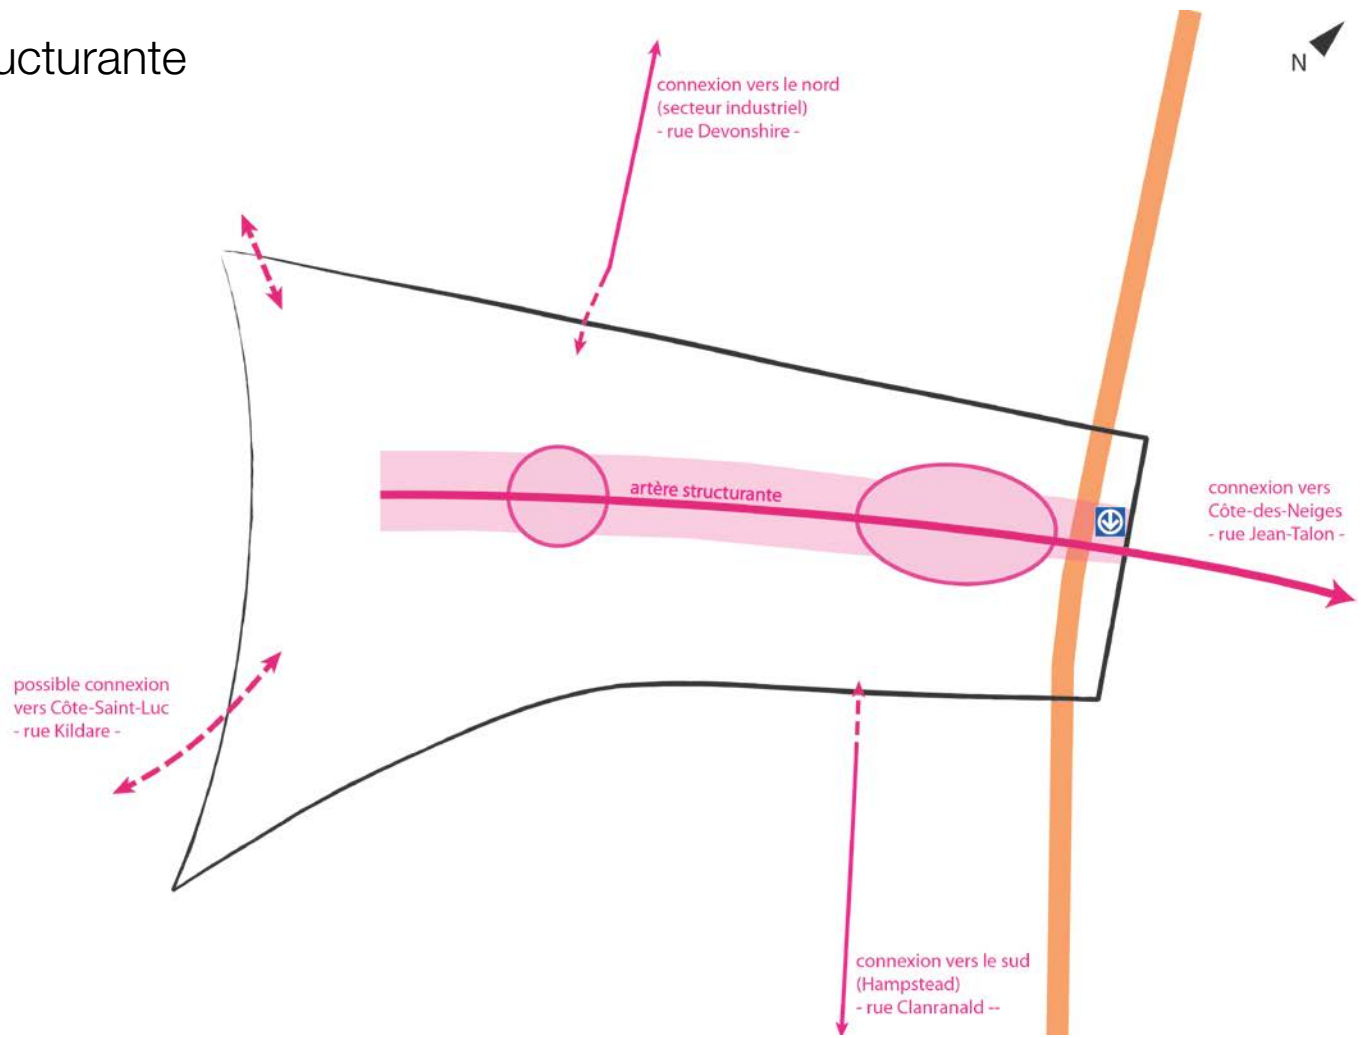 ucturante
N
connexion vers le nord
(secteur industriel)
- rue Devonshire -
artère structurante
connexion vers
Côte-des-Neiges
- rue Jean-Talon -
possible connexion
vers Côte-Saint-Luc
- rue Kildare -
connexion vers le sud
(Hampstead)
- rue Clanranald --